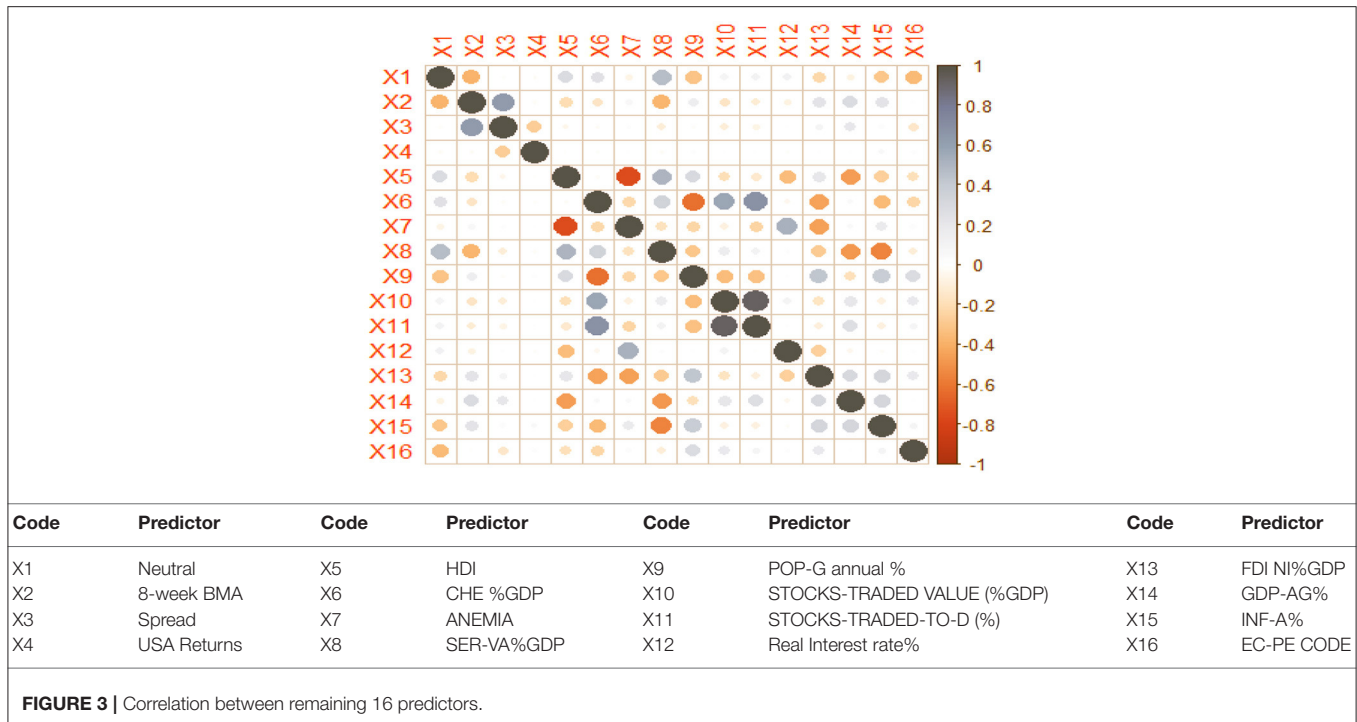 X1 X2 X3 X4 X5 X6 X7 X8 X9 X10 X11 X12 X13 X14 X15 X16
X1
X2
X3
X4
X5
X6
X7
X8
X9
X10
X11
X12
X13
X14
X15
X16
1
0.8
0.6
0.4
0.2
0
-0.2
-0.4
-0.6
-0.8
-1
Code Predictor Code Predictor Code Predictor Code Predictor
X1 Neutral X5 HDI X9 POP-G annual % X13 FDI NI%GDP
X2 8-week BMA X6 CHE %GDP X10 STOCKS-TRADED VALUE (%GDP) X14 GDP-AG%
X3 Spread X7 ANEMIA X11 STOCKS-TRADED-TO-D (%) X15 INF-A%
X4 USA Returns X8 SER-VA%GDP X12 Real Interest rate% X16 EC-PE CODE
FIGURE 3 | Correlation between remaining 16 predictors.